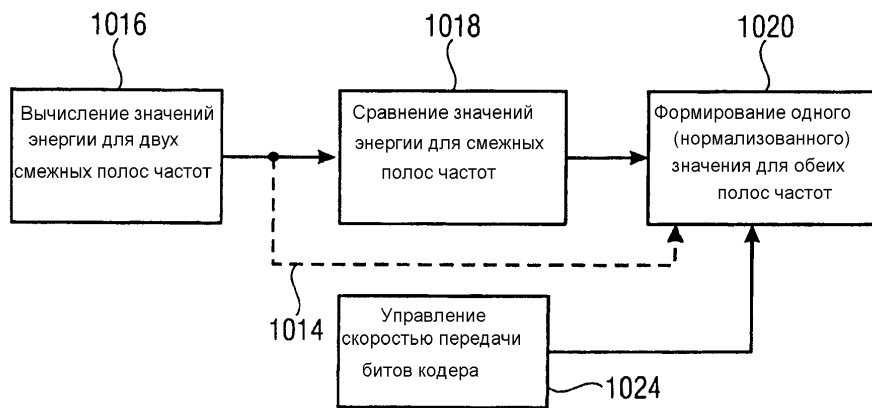 1016
1018
1020
Вычисление значений
энергии для двух
смежных полос частот
Сравнение значений
энергии для смежных
полос частот
Формирование одного
(нормализованного)
значения для обеих
полос частот
1014
Управление
скоростью передачи
битов кодера
1024